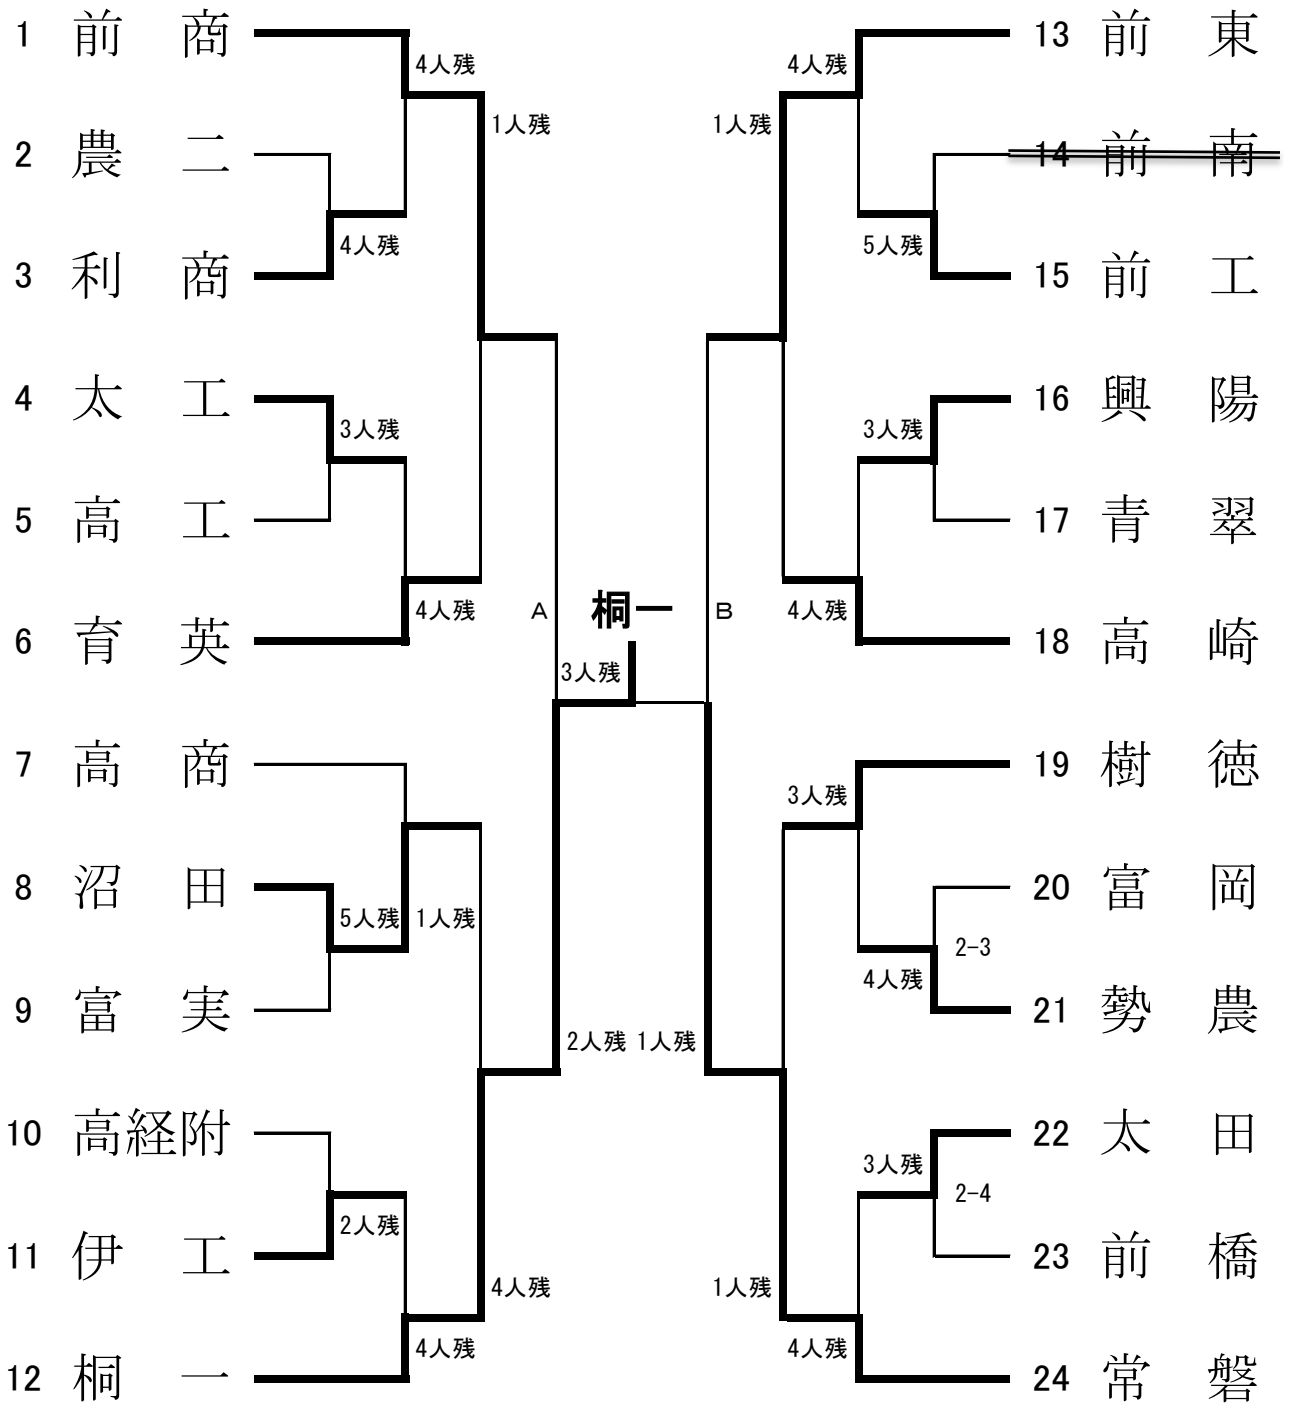 1 前 商
4人残
1人残
2 農 二
4人残
3 利 商
4 太 工
3人残
5 高 工
4人残
6 育 英
7 高 商
8 沼 田
5人残
1人残
9 富 実
10 高経附
2人残
11 伊 工
4人残
4人残
12 桐 一
A
桐一
B
3人残
2人残
1人残
13 前 東
4人残
1人残
14 前 南
5人残
15 前 工
16 興 陽
3人残
17 青 翠
4人残
18 高 崎
19 樹 徳
3人残
20 富 岡
2-3
4人残
21 勢 農
22 太 田
3人残
2-4
23 前 橋
1人残
4人残
24 常 磐